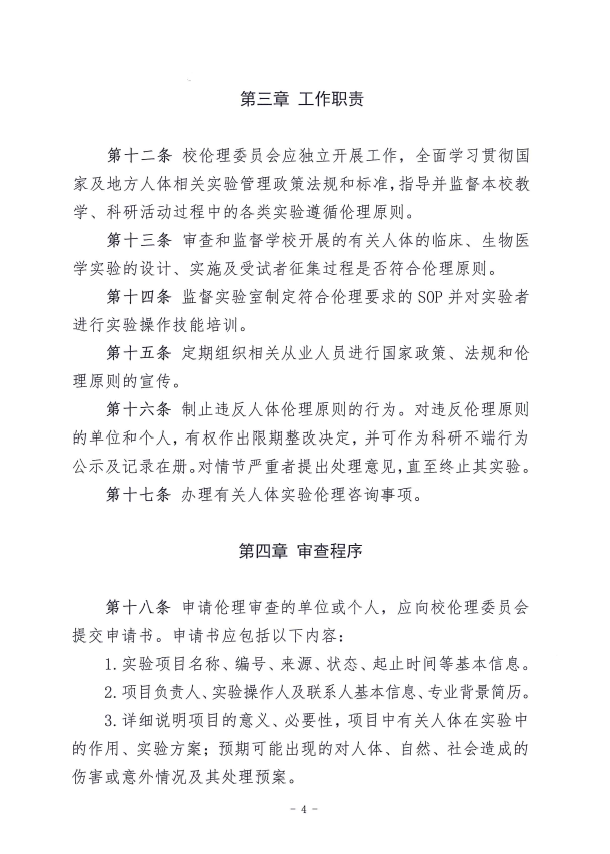 第三章 工作职责
第十二条 校伦理委员会应独立开展工作，全面学习贯彻国
家及地方人体相关实验管理政策法规和标准，指导并监督本校教
学、科研活动过程中的各类实验遵循伦理原则。
第十三条 审查和监督学校开展的有关人体的临床、生物医
学实验的设计、实施及受试者征集过程是否符合伦理原则。
第十四条 监督实验室制定符合伦理要求的 SOP 并对实验者
进行实验操作技能培训。
第十五条 定期组织相关从业人员进行国家政策、法规和伦
理原则的宣传。
第十六条 制止违反人体伦理原则的行为。对违反伦理原则
的单位和个人，有权作出限期整改决定，并可作为科研不端行为
公示及记录在册。对情节严重者提出处理意见，直至终止其实验。
第十七条 办理有关人体实验伦理咨询事项。
第四章 审查程序
第十八条 申请伦理审查的单位或个人，应向校伦理委员会
提交申请书。申请书应包括以下内容：
1.实验项目名称、编号、来源、状态、起止时间等基本信息。
2.项目负责人、实验操作人及联系人基本信息、专业背景简历。
3.详细说明项目的意义、必要性，项目中有关人体在实验中
的作用、实验方案；预期可能出现的对人体、自然、社会造成的
伤害或意外情况及其处理预案。
- 4 -